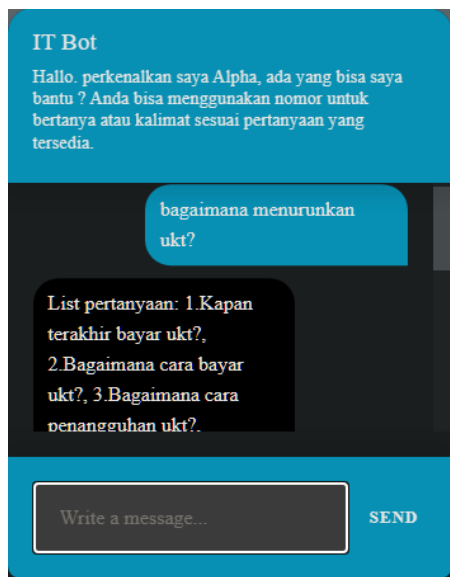 IT Bot
Hallo. perkenalkan saya Alpha, ada yang bisa saya
bantu ? Anda bisa menggunakan nomor untuk
bertanya atau kalimat sesuai pertanyaan yang
tersedia.
bagaimana menurunkan
ukt?
List pertanyaan: 1.Kapan
terakhir bayar ukt?,
2.Bagaimana cara bayar
ukt?, 3.Bagaimana cara
penangguhan ukt?,
Write a message...
SEND